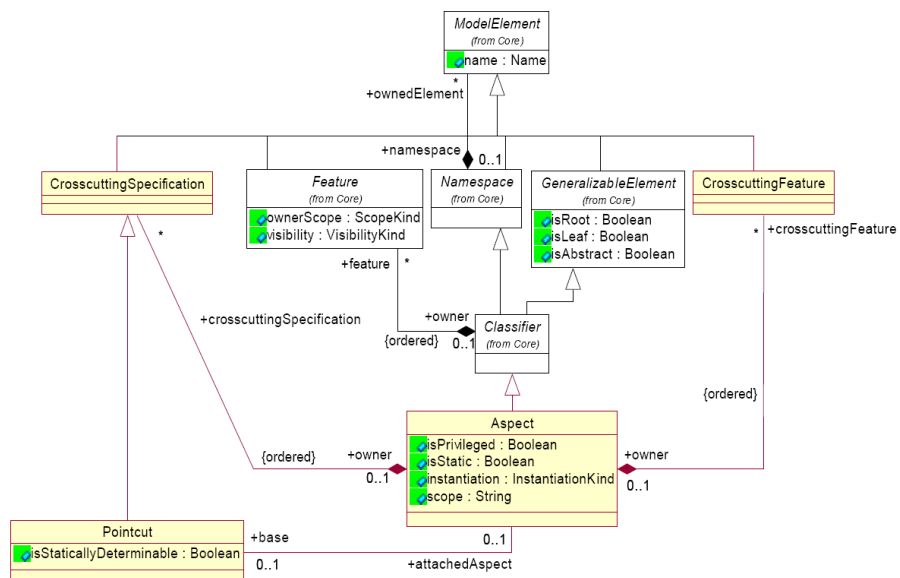 ModelElement
(from Core)
name : Name
*
+ownedElement
+namespace
0..1
CrosscuttingSpecification
Feature
(from Core)
ownerScope : ScopeKind
visibility : VisibilityKind
Namespace
(from Core)
GeneralizableElement
(from Core)
isRoot : Boolean
isLeaf : Boolean
isAbstract : Boolean
CrosscuttingFeature
*
*
+crosscuttingFeature
+feature
*
+crosscuttingSpecification
+owner
{ordered}
0..1
Classifier
(from Core)
{ordered}
Aspect
isPrivileged : Boolean
isStatic : Boolean
instantiation : InstantiationKind
scope : String
{ordered}
+owner
0..1
+owner
0..1
Pointcut
isStaticallyDeterminable : Boolean
+base
0..1
0..1
+attachedAspect